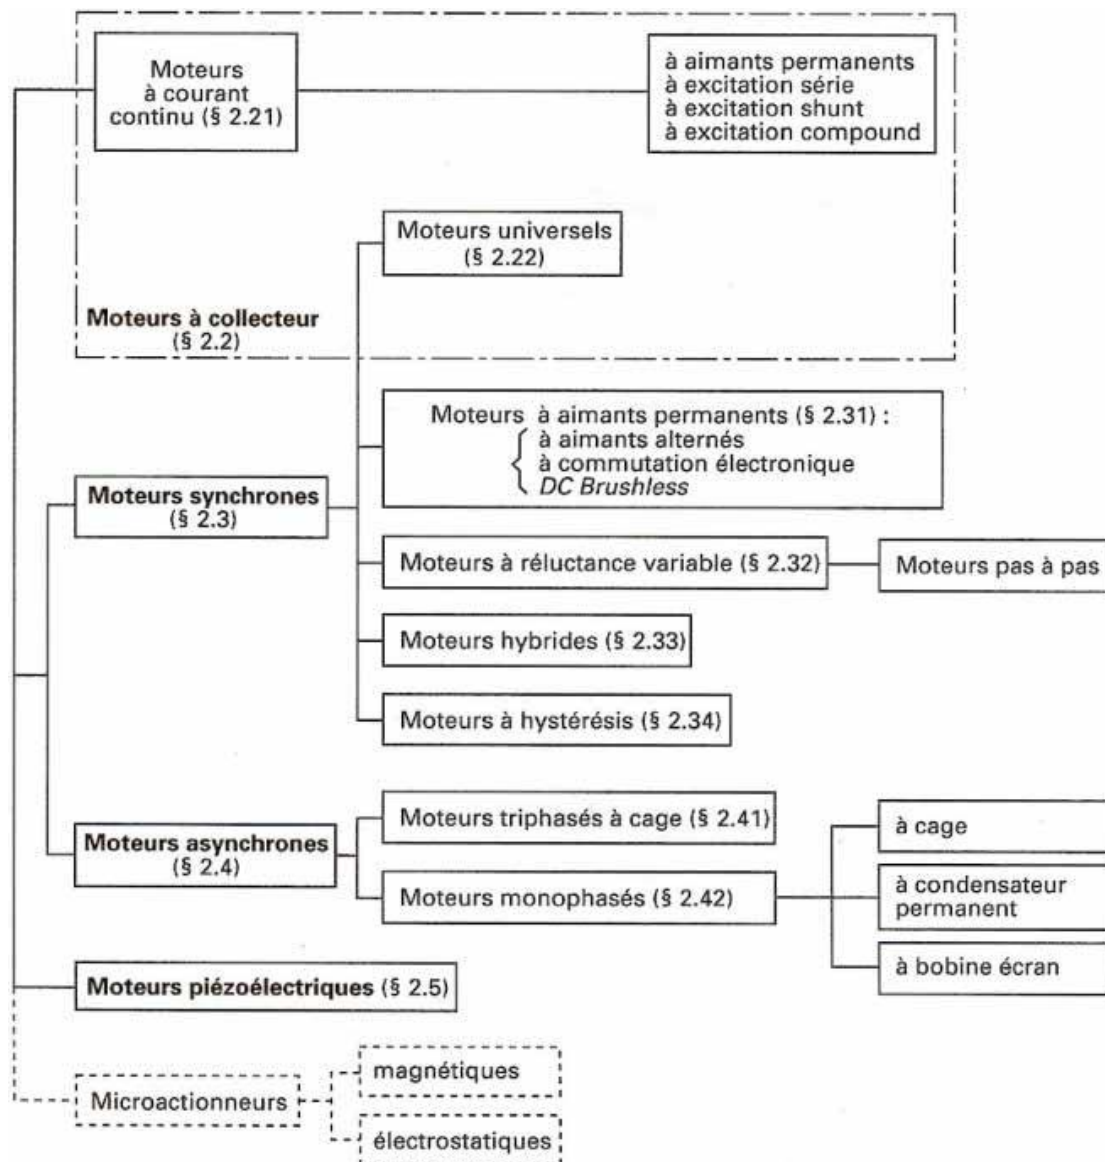 Moteurs
à courant
continu (§ 2.21)
à aimants permanents
à excitation série
à excitation shunt
à excitation compound
Moteurs universels
(§ 2.22)
Moteurs à collecteur
(§ 2.2)
Moteurs à aimants permanents (§ 2.31) :
à aimants alternés
à commutation électronique
DC Brushless
Moteurs synchrones
(§ 2.3)
Moteurs à réluctance variable (§ 2.32)
Moteurs pas à pas
Moteurs hybrides (§ 2.33)
Moteurs à hystérésis (§ 2.34)
Moteurs triphasés à cage (§ 2.41)
à cage
Moteurs asynchrones
(§ 2.4)
Moteurs monophasés (§ 2.42)
à condensateur
permanent
à bobine écran
Moteurs piézoélectriques (§ 2.5)
magnétiques
Microactionneurs
électrostatiques